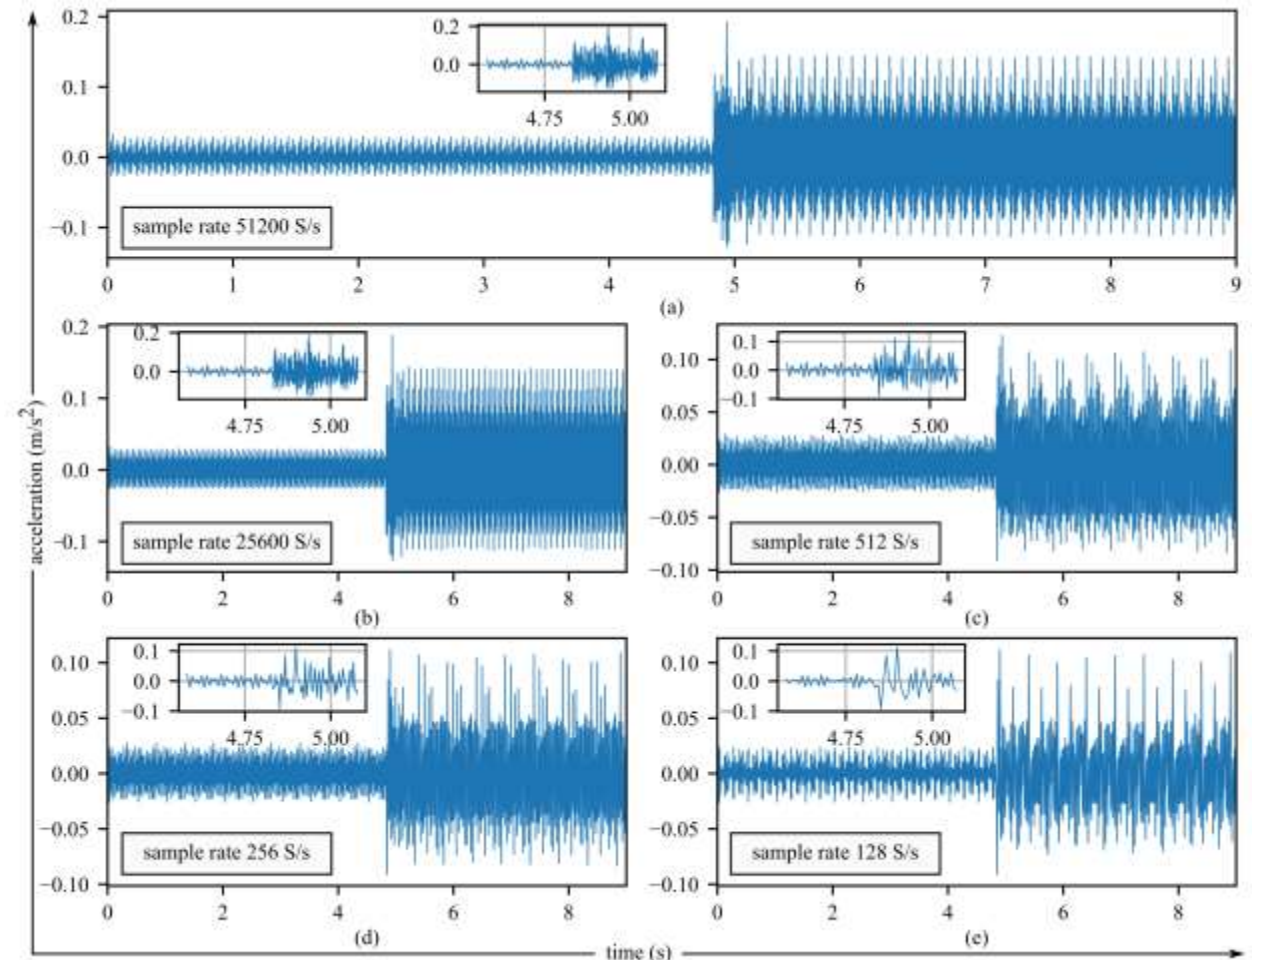 0.2
0.1
0.0
−0.1
0.2
0.0
4.75 5.00
sample rate 51200 S/s
0 1 2 3 4 5 6 7 8 9
(a)
0.2
0.1
0.0
−0.1
0.2
0.0
4.75 5.00
sample rate 25600 S/s
0 2 4 6 8
(b)
0.10
0.05
0.00
−0.05
−0.10
0.1
0.0
−0.1
4.75 5.00
sample rate 512 S/s
0 2 4 6 8
(c)
acceleration (m/s²)
0.10
0.05
0.00
−0.05
−0.10
0.1
0.0
−0.1
4.75 5.00
sample rate 256 S/s
0 2 4 6 8
(d)
0.10
0.05
0.00
−0.05
−0.10
0.1
0.0
−0.1
4.75 5.00
sample rate 128 S/s
0 2 4 6 8
(e)
time (s)